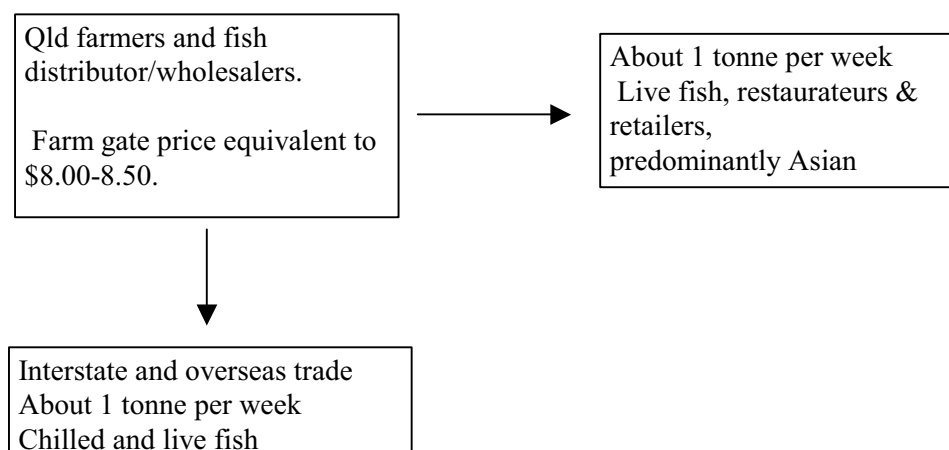 Qld farmers and fish
distributor/wholesalers.
Farm gate price equivalent to
$8.00-8.50.
About 1 tonne per week
Live fish, restaurateurs &
retailers,
predominantly Asian
Interstate and overseas trade
About 1 tonne per week
Chilled and live fish